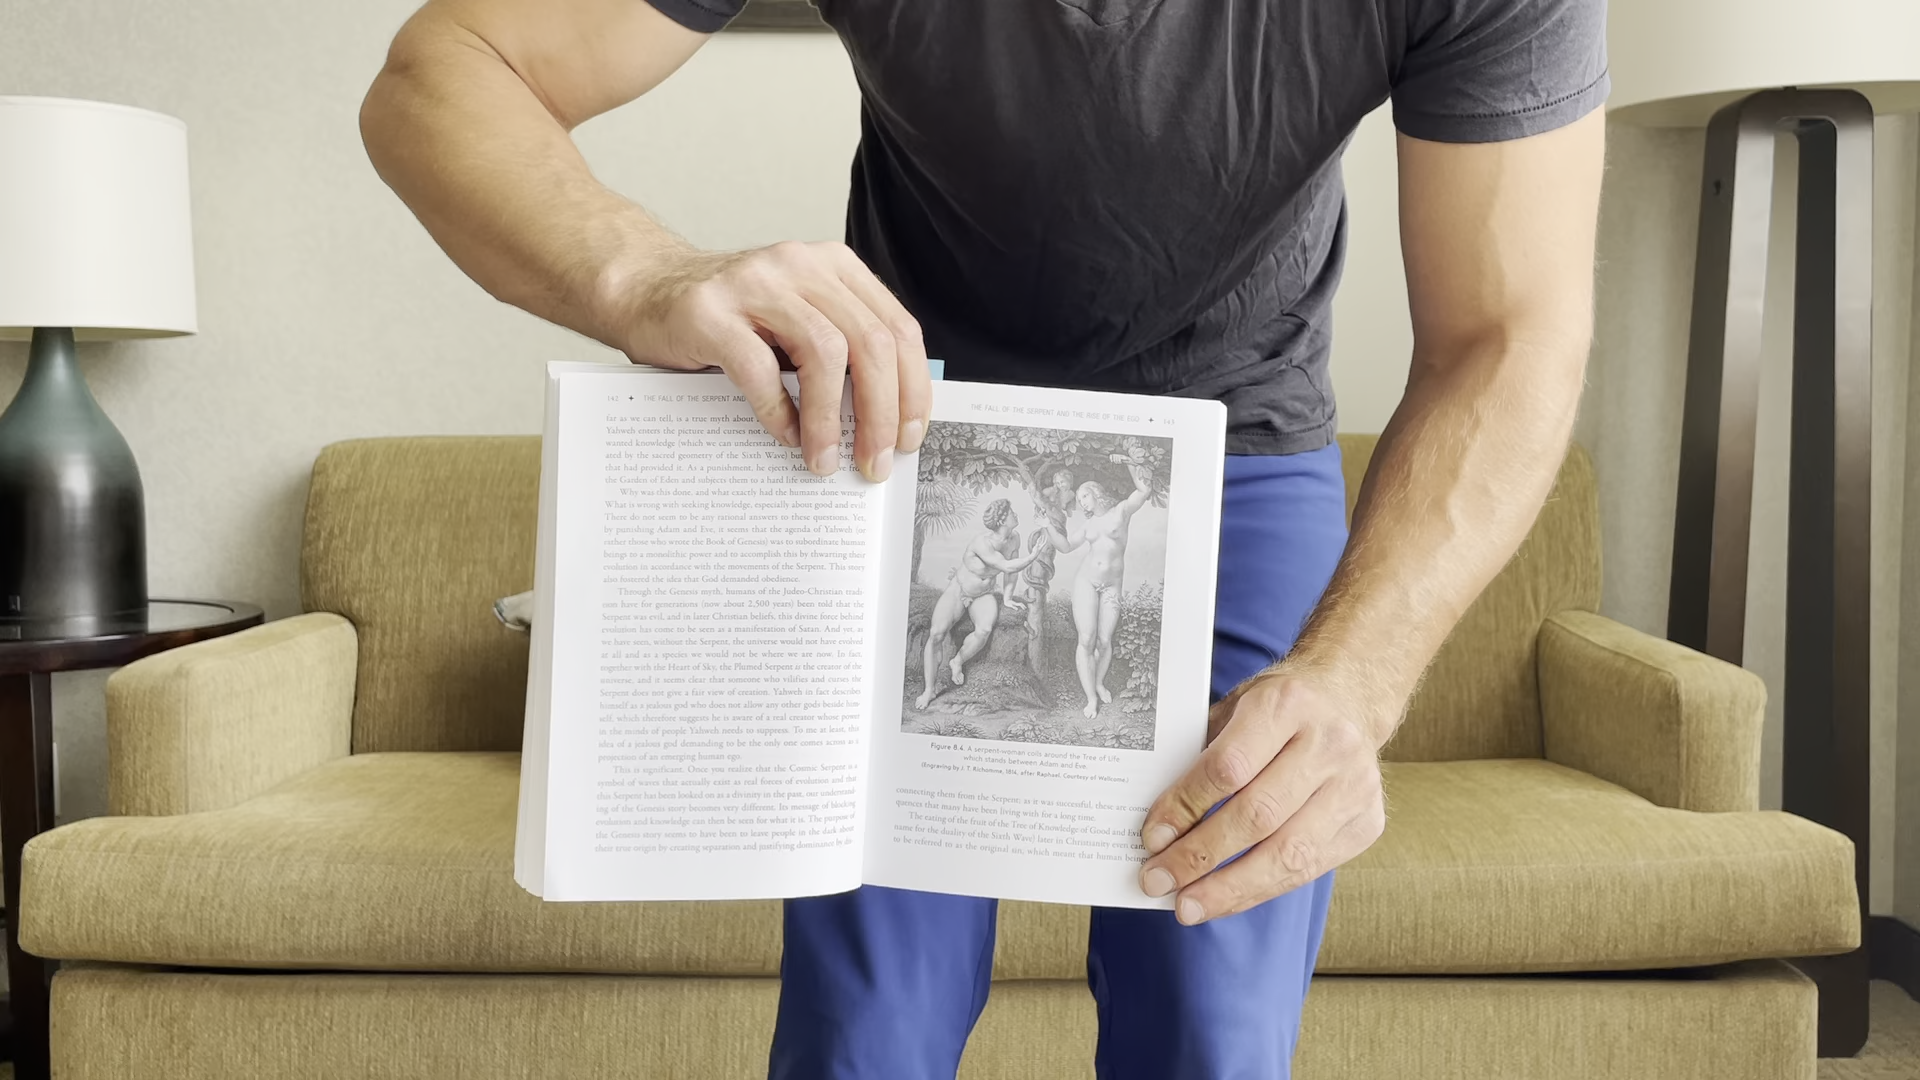 142 ✦ THE FALL OF THE SERPENT AND TH
far as we can tell, is a true myth about
Yahweh enters the picture and curses not
wanted knowledge (which we can understand
ated by the sacred geometry of the Sixth Wave) bu Serp
that had provided it. As a punishment, he ejects Ada ve from
the Garden of Eden and subjects them to a hard life outside it.
Why was this done, and what exactly had the humans done wrong?
What is wrong with seeking knowledge, especially about good and evil?
There do not seem to be any rational answers to these questions. Yet,
by punishing Adam and Eve, it seems that the agenda of Yahweh (or
rather those who wrote the Book of Genesis) was to subordinate human
beings to a monolithic power and to accomplish this by thwarting their
evolution in accordance with the movements of the Serpent. This story
also fostered the idea that God demanded obedience.
Through the Genesis myth, humans of the Judeo-Christian tradi-
tion have for generations (now about 2,500 years) been told that the
Serpent was evil, and in later Christian beliefs, this divine force behind
evolution has come to be seen as a manifestation of Satan. And yet, as
we have seen, without the Serpent, the universe would not have evolved
at all and as a species we would not be where we are now. In fact,
together with the Heart of Sky, the Plumed Serpent is the creator of the
universe, and it seems clear that someone who vilifies and curses the
Serpent does not give a fair view of creation. Yahweh in fact describes
himself as a jealous god who does not allow any other gods beside him-
self, which therefore suggests he is aware of a real creator whose power
in the minds of people Yahweh needs to suppress. To me at least, this
idea of a jealous god demanding to be the only one comes across as a
projection of an emerging human ego.
This is significant. Once you realize that the Cosmic Serpent is a
symbol of waves that actually exist as real forces of evolution and that
this Serpent has been looked on as a divinity in the past, our understand-
ing of the Genesis story becomes very different. Its message of blocking
evolution and knowledge can then be seen for what it is. The purpose of
the Genesis story seems to have been to leave people in the dark about
their true origin by creating separation and justifying dominance by dis-
THE FALL OF THE SERPENT AND THE RISE OF THE EGO ✦ 143
Figure 8.4. A serpent-woman coils around the Tree of Life
which stands between Adam and Eve.
(Engraving by J. T. Richomme, 1814, after Raphael. Courtesy of Wellcome.)
connecting them from the Serpent; as it was successful, these are conse-
quences that many have been living with for a long time.
The eating of the fruit of the Tree of Knowledge of Good and Evil
name for the duality of the Sixth Wave) later in Christianity even cam
to be referred to as the original sin, which meant that human beings